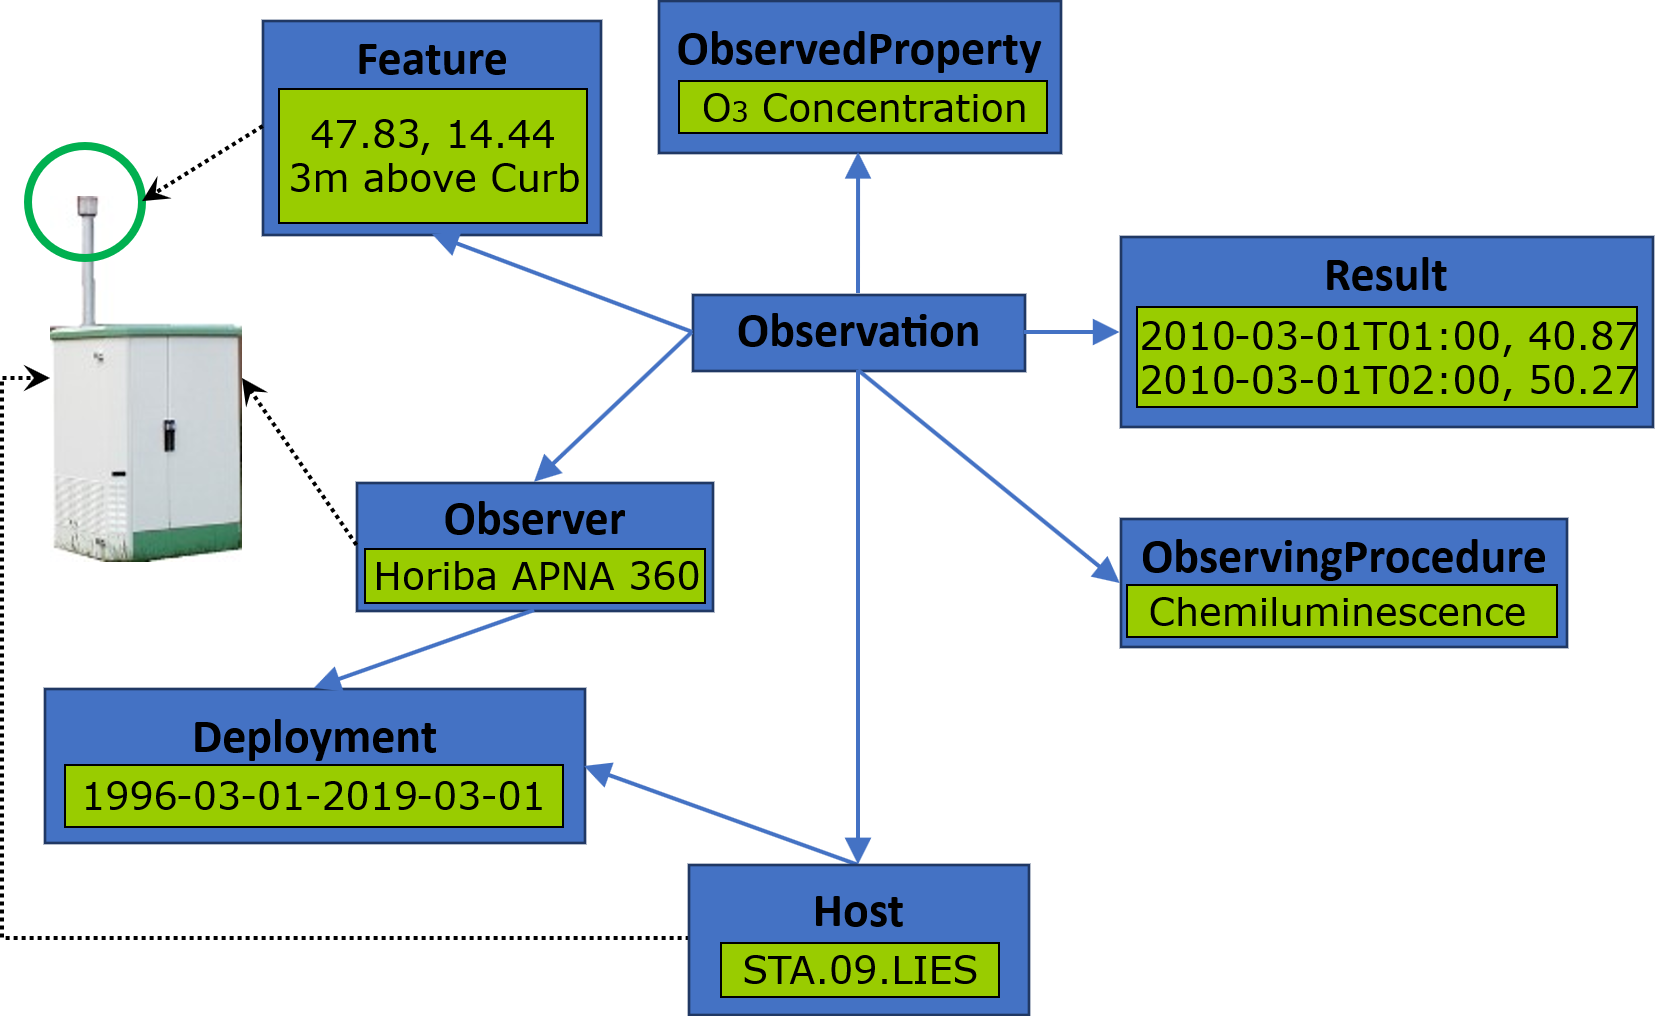 Feature
47.83, 14.44
3m above Curb
ObservedProperty
O3 Concentration
Observation
Result
2010-03-01T01:00, 40.87
2010-03-01T02:00, 50.27
Observer
Horiba APNA 360
ObservingProcedure
Chemiluminescence
Deployment
1996-03-01-2019-03-01
Host
STA.09.LIES